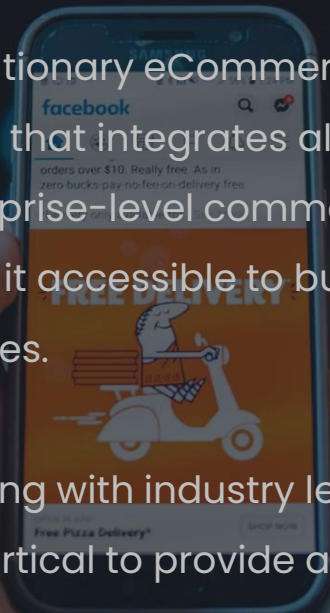 SAMSUNG
tionary eCommer
facebook
that integrates al
orders over $10. Really free. As in
zero-bucks-pay-no-fee-on-delivery free.
prise-level comme
it accessible to bu
FREE DELIVERY
es.
ng with industry le
Free Pizza Delivery*
SHOP NOW
rtical to provide a